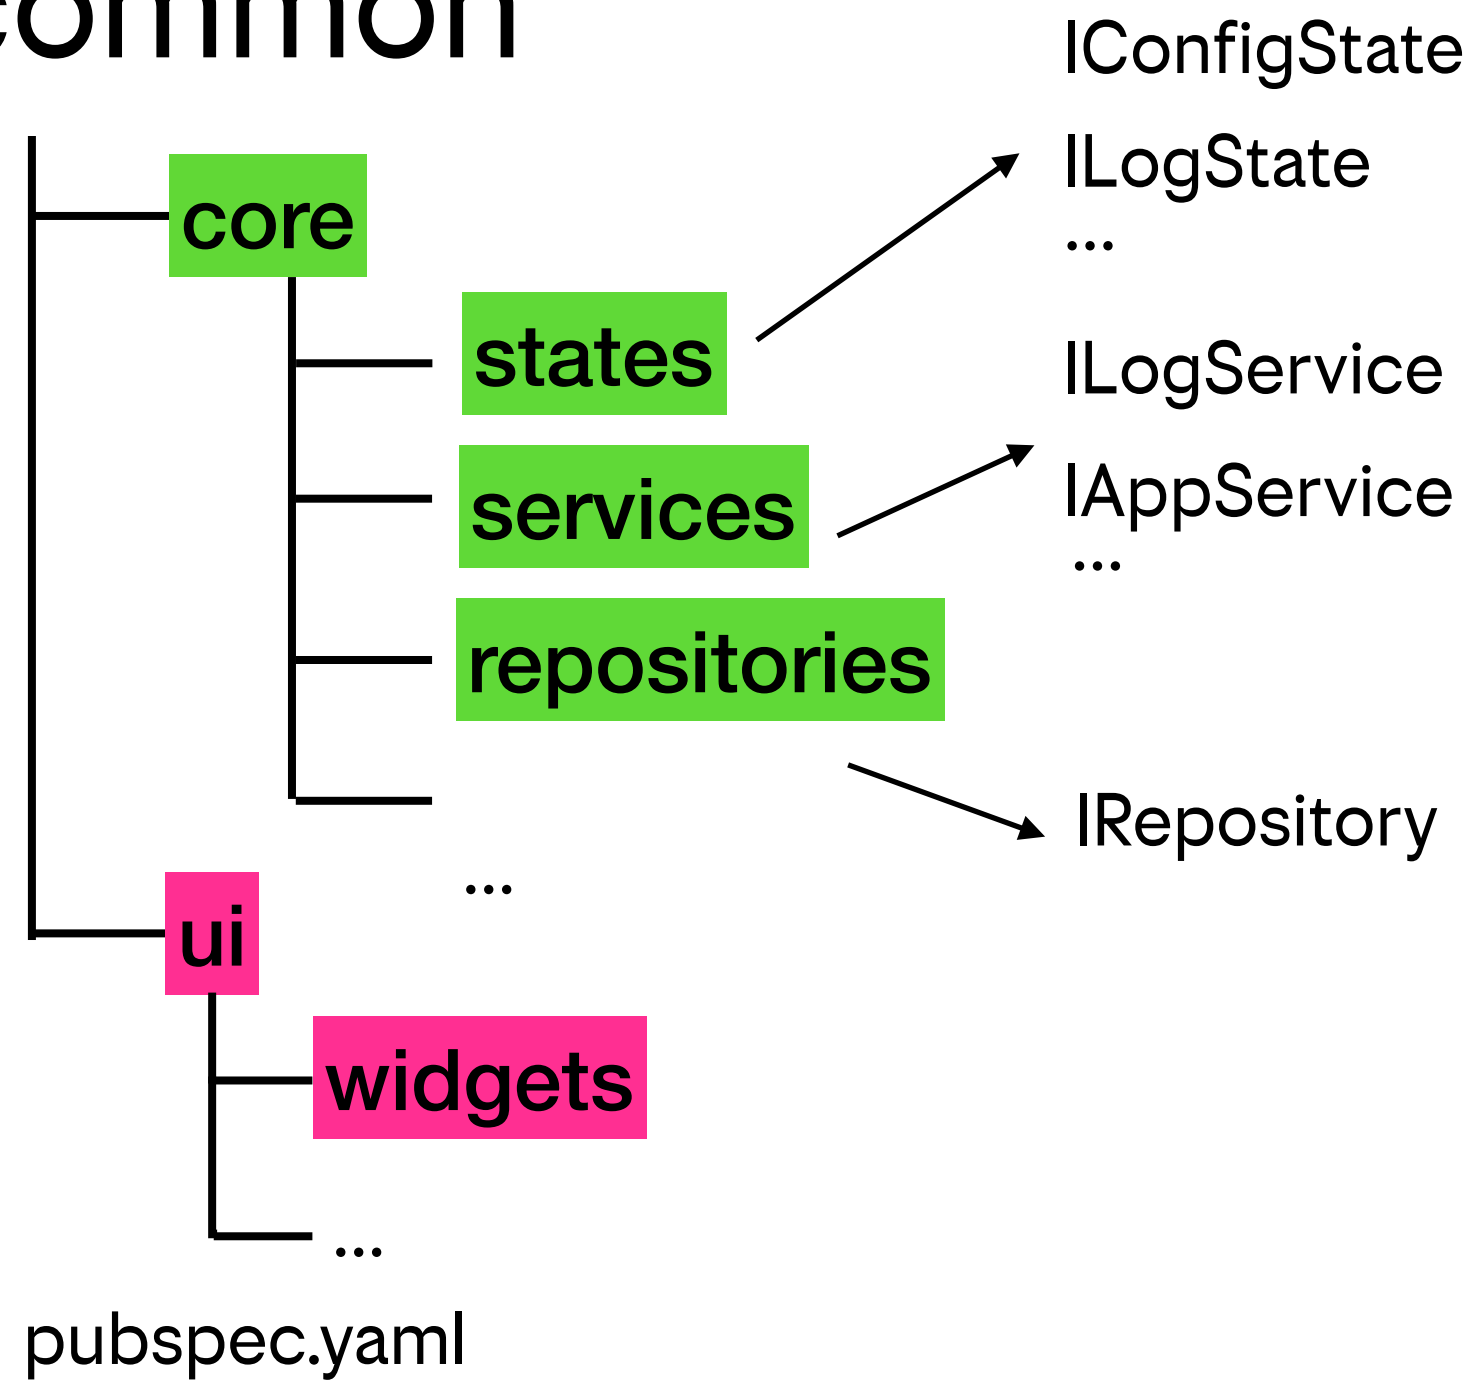 common
core
states
services
repositories
...
ui
widgets
...
pubspec.yaml
IConfigState
ILogState
...
ILogService
IAppService
...
IRepository